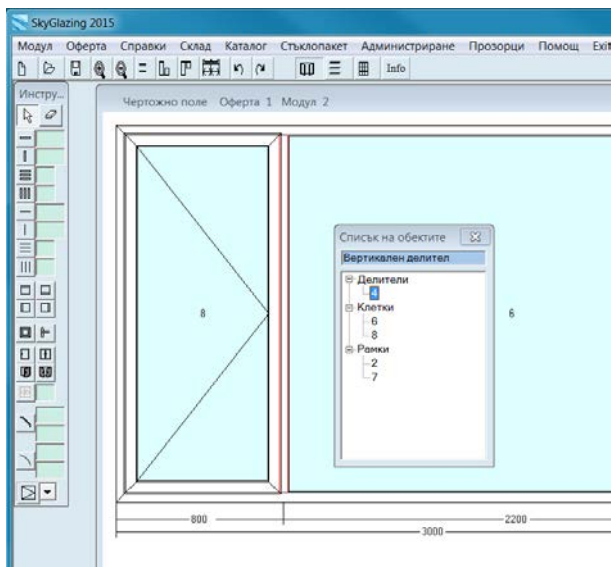 SkyGlazing 2015
Модул Оферта Справки Склад Каталог Стъклопакет Администриране Прозорци Помощ Exit
Info
Инстру...
Чертожно поле Оферта 1 Модул 2
Списък на обектите
Вертикален делител
Делители
4
Клетки
6
8
Рамки
2
7
8
6
800
2200
3000